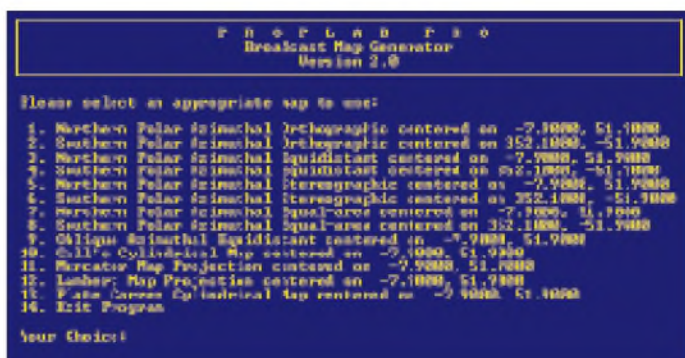 P R O P L A B P R O
Broadcast Map Generator
Version 2.0
Please select an appropriate map to use:
1. Northern Polar Azimuthal Orthographic centered on -7.9000, 51.9000
2. Southern Polar Azimuthal Orthographic centered on 352.1000, -51.9000
3. Northern Polar Azimuthal Equidistant centered on -7.9000, 51.9000
4. Southern Polar Azimuthal Equidistant centered on 352.1000, -51.9000
5. Northern Polar Azimuthal Stereographic centered on -7.9000, 51.9000
6. Southern Polar Azimuthal Stereographic centered on 352.1000, -51.9000
7. Northern Polar Azimuthal Equal-area centered on -7.9000, 51.9000
8. Southern Polar Azimuthal Equal-area centered on 352.1000, -51.9000
9. Oblique Azimuthal Equidistant centered on -7.9000, 51.9000
10. Gall's Cylindrical Map centered on -7.9000, 51.9000
11. Mercator Map Projection centered on -7.9000, 51.9000
12. Lambert Map Projection centered on -7.9000, 51.9000
13. Plate Carree Cylindrical Map centered on -7.9000, 51.9000
14. Exit Program
Your Choice: